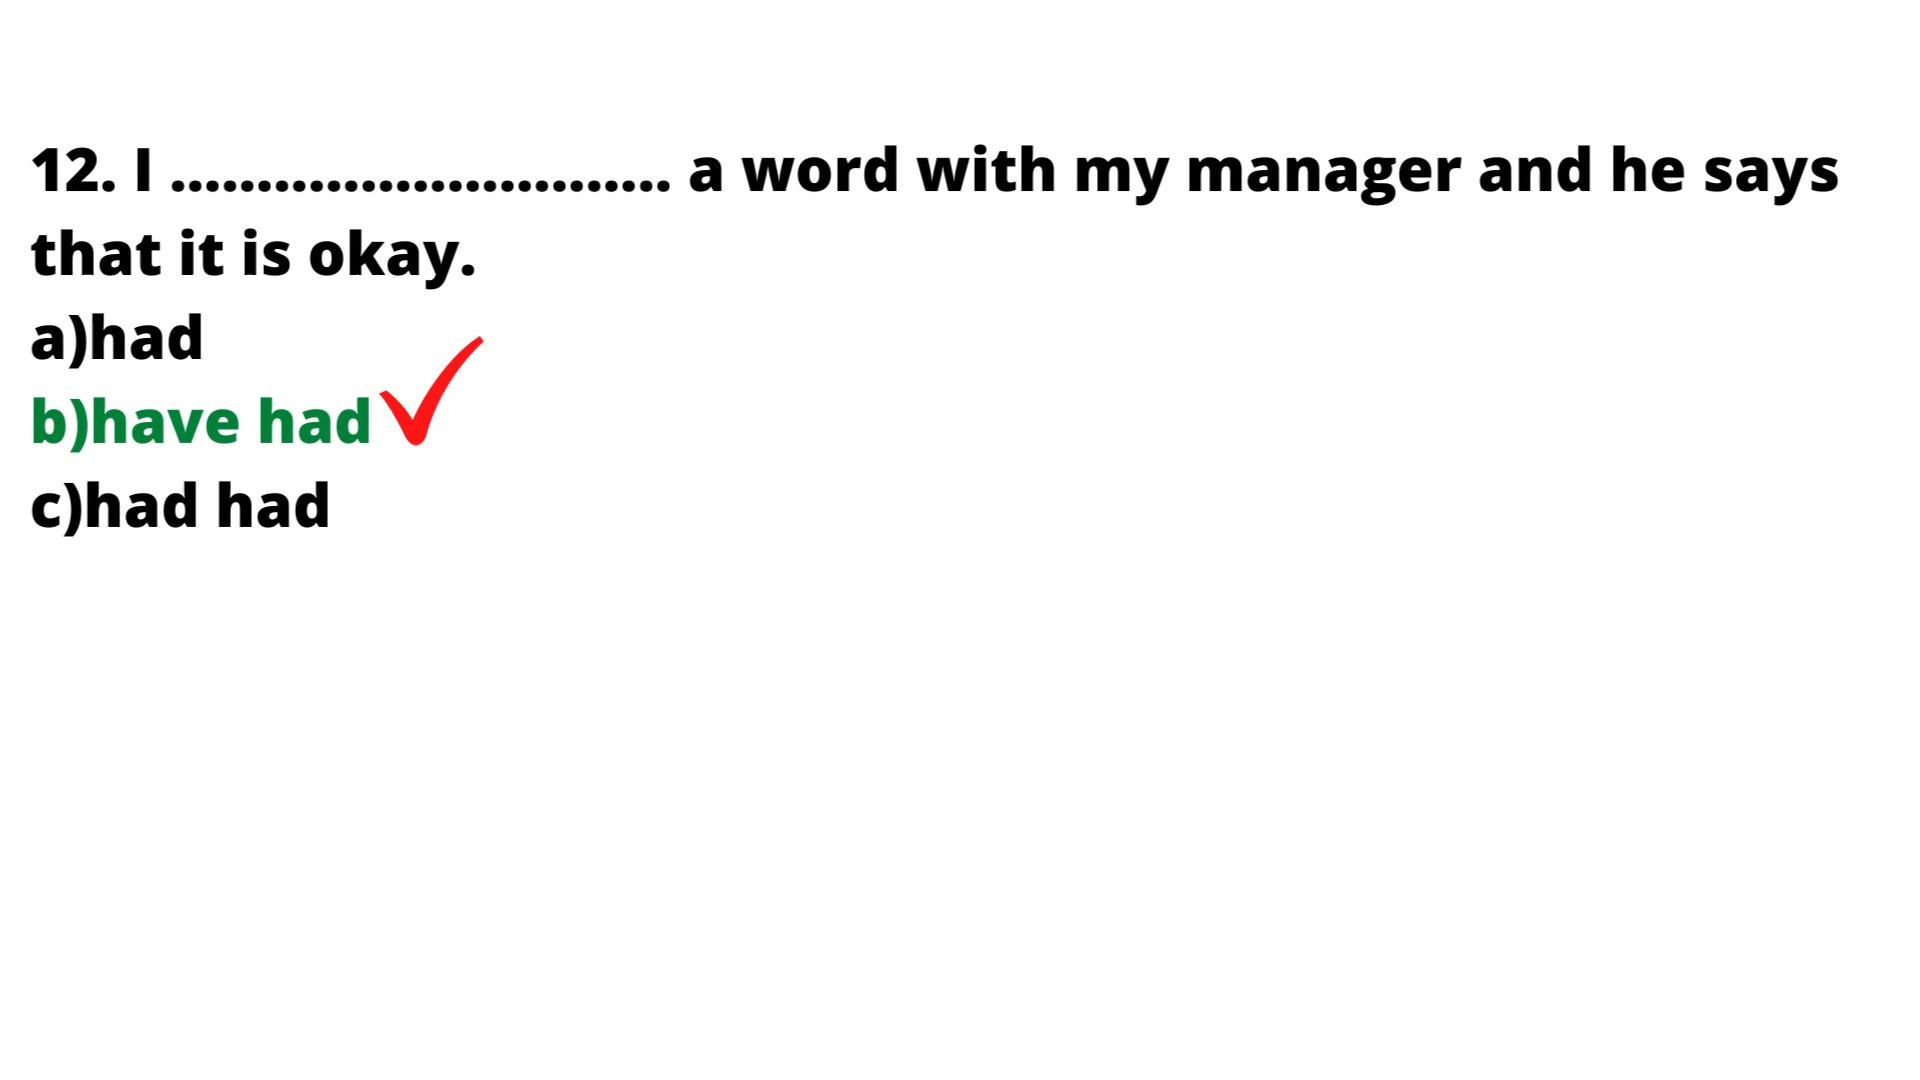 12. I ............................. a word with my manager and he says
that it is okay.
a)had
b)have had
c)had had